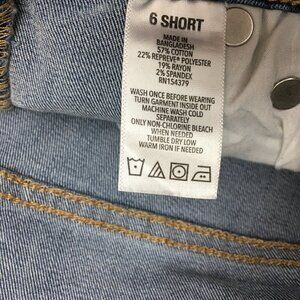 6 SHORT
MADE IN
BANGLADESH
57% COTTON
22% REPREVE® POLYESTER
19% RAYON
2% SPANDEX
RN154379
WASH ONCE BEFORE WEARING
TURN GARMENT INSIDE OUT
MACHINE WASH COLD
SEPARATELY
ONLY NON-CHLORINE BLEACH
WHEN NEEDED
TUMBLE DRY LOW
WARM IRON IF NEEDED